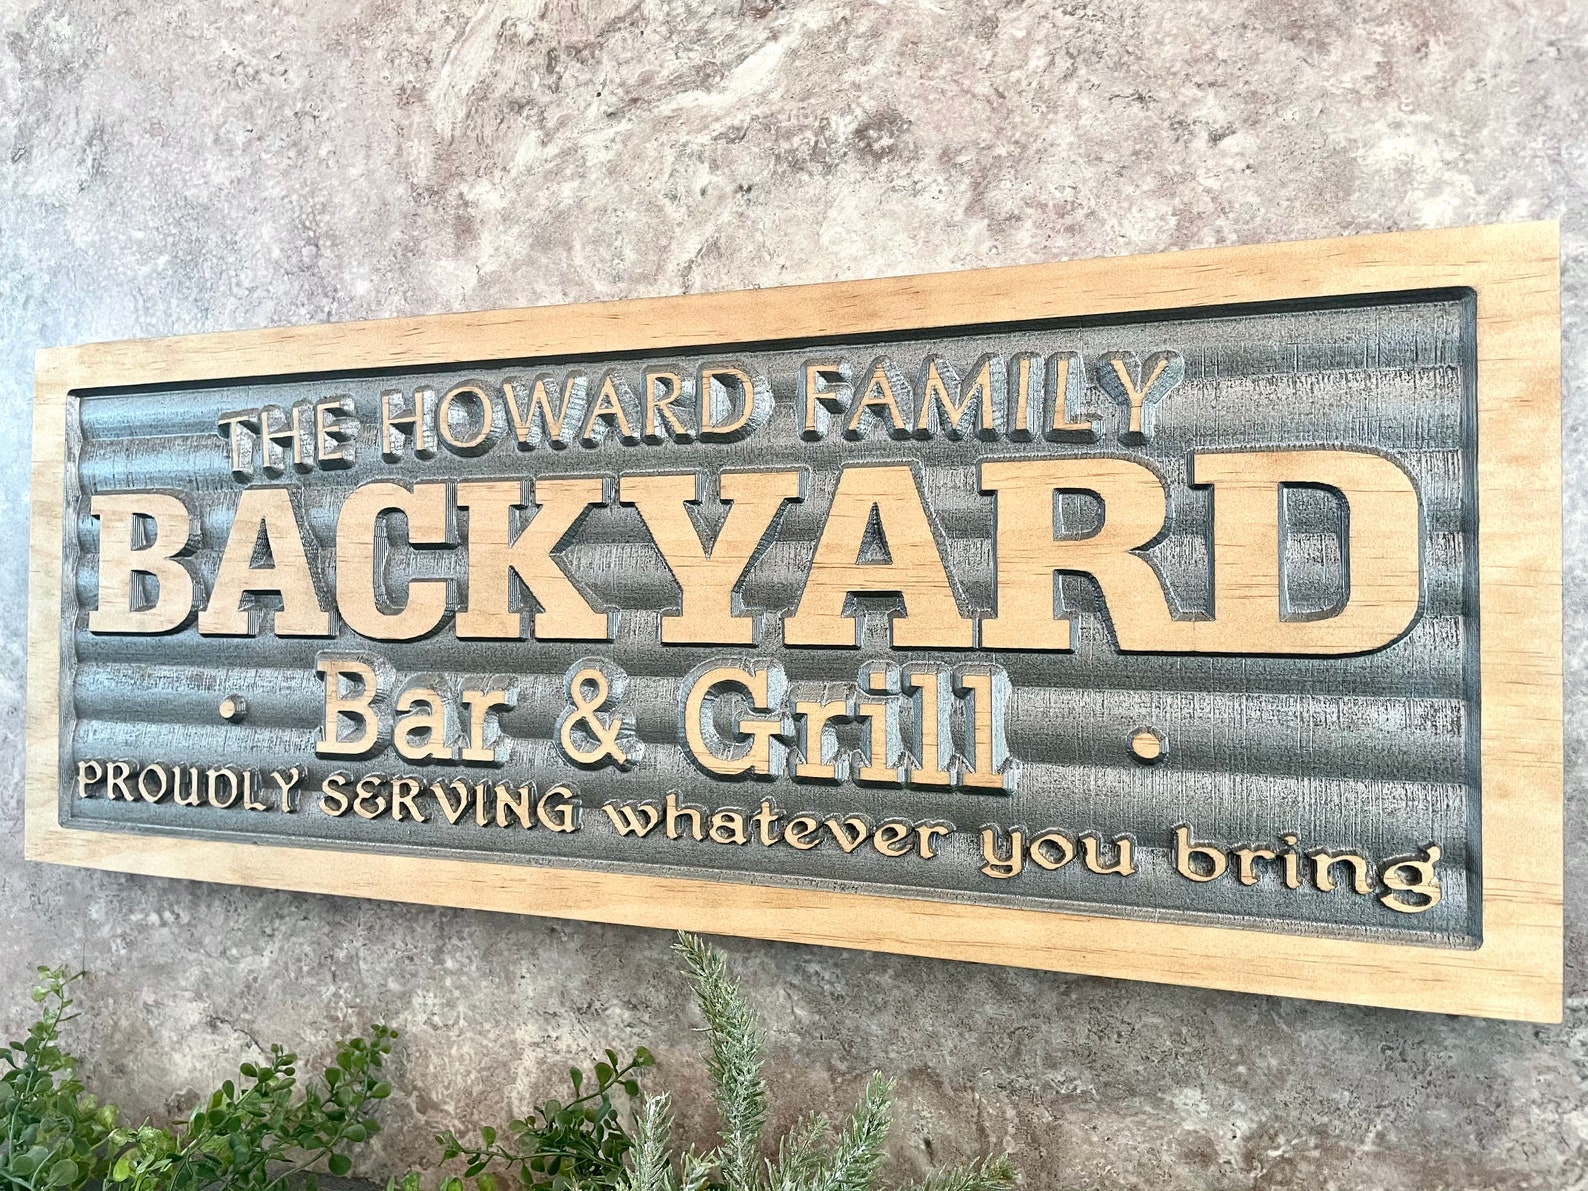 THE HOWARD FAMILY
BACKYARD
· Bar & Grill ·
PROUDLY SERVING whatever you bring